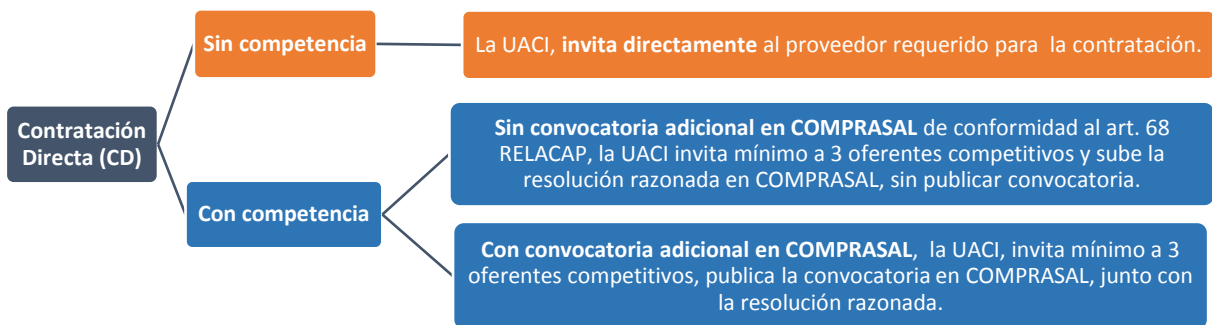 Sin competencia
La UACI, invita directamente al proveedor requerido para la contratación.
Contratación
Directa (CD)
Sin convocatoria adicional en COMPRASAL de conformidad al art. 68
RELACAP, la UACI invita mínimo a 3 oferentes competitivos y sube la
resolución razonada en COMPRASAL, sin publicar convocatoria.
Con competencia
Con convocatoria adicional en COMPRASAL, la UACI, invita mínimo a 3
oferentes competitivos, publica la convocatoria en COMPRASAL, junto con
la resolución razonada.